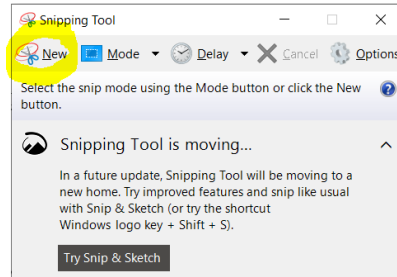 Snipping Tool
New Mode Delay Cancel Options
Select the snip mode using the Mode button or click the New
button.
Snipping Tool is moving...
In a future update, Snipping Tool will be moving to a
new home. Try improved features and snip like usual
with Snip & Sketch (or try the shortcut
Windows logo key + Shift + S).
Try Snip & Sketch